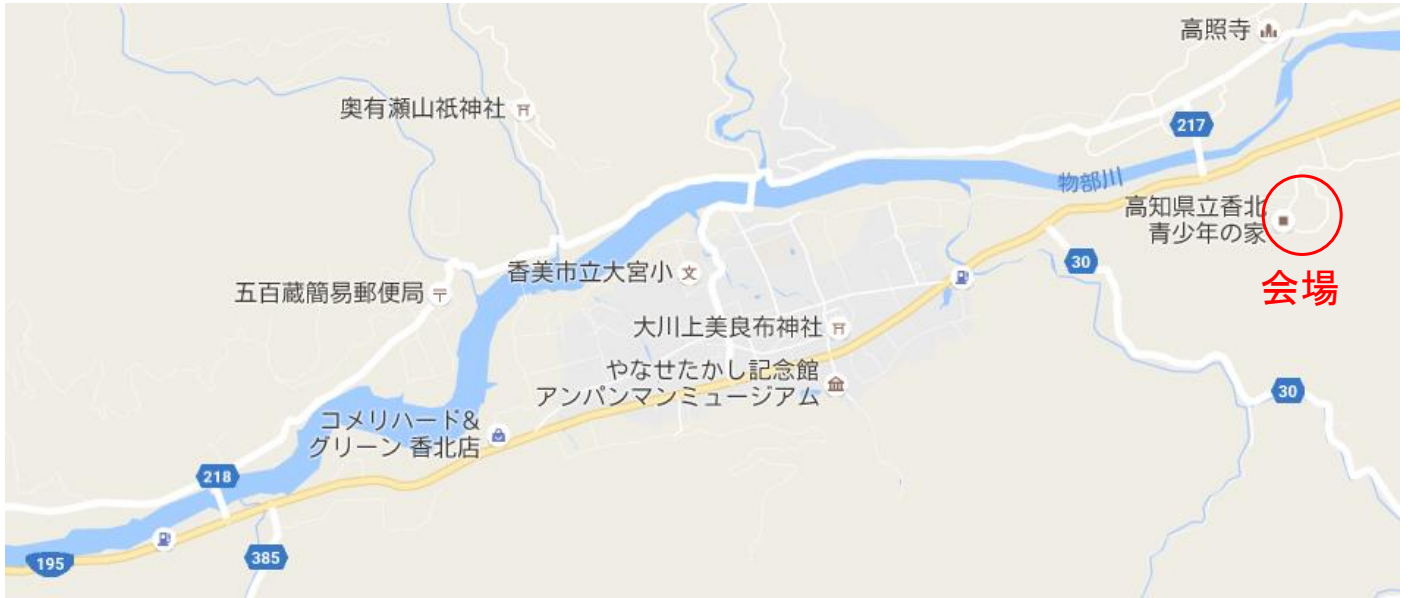 高照寺
奥有瀬山祇神社
217
物部川
高知県立香北
青少年の家
会場
30
香美市立大宮小
文
五百蔵簡易郵便局
大川上美良布神社
やなせたかし記念館
アンパンマンミュージアム
30
コメリハード&
グリーン 香北店
218
195
385